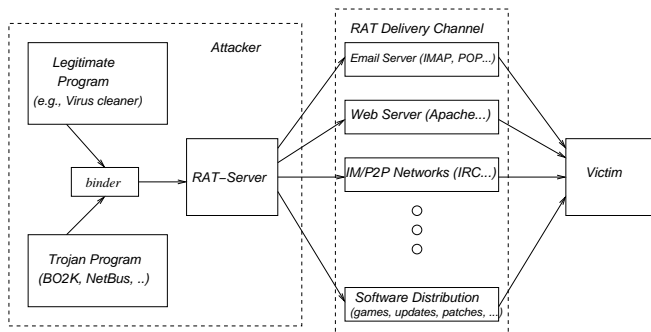 Attacker
Legitimate
Program
(e.g., Virus cleaner)
binder
Trojan Program
(BO2K, NetBus, ..)
RAT-Server
RAT Delivery Channel
Email Server (IMAP, POP...)
Web Server (Apache...)
IM/P2P Networks (IRC...)
Software Distribution
(games, updates, patches, ...)
Victim